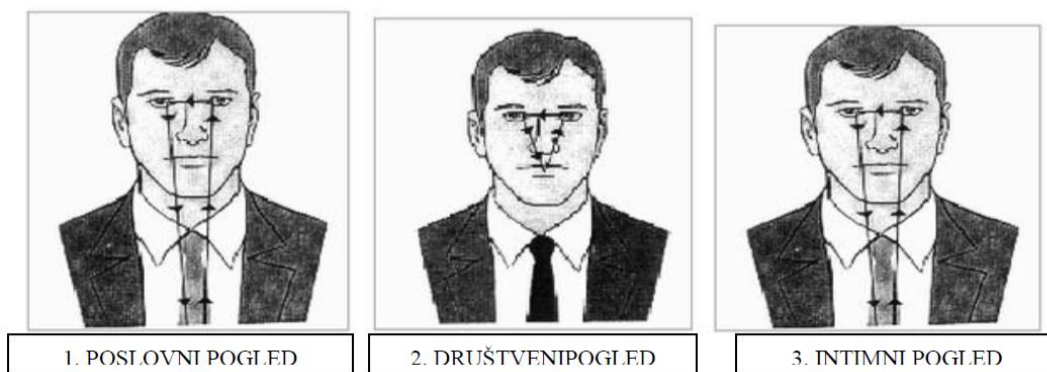 1. POSLOVNI POGLED
2. DRUŠTVENIPOGLED
3. INTIMNI POGLED